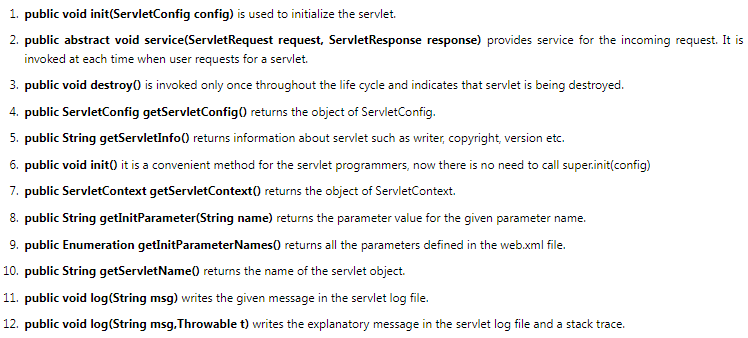 1. public void init(ServletConfig config) is used to initialize the servlet.
2. public abstract void service(ServletRequest request, ServletResponse response) provides service for the incoming request. It is
invoked at each time when user requests for a servlet.
3. public void destroy() is invoked only once throughout the life cycle and indicates that servlet is being destroyed.
4. public ServletConfig getServletConfig() returns the object of ServletConfig.
5. public String getServletInfo() returns information about servlet such as writer, copyright, version etc.
6. public void init() it is a convenient method for the servlet programmers, now there is no need to call super.init(config)
7. public ServletContext getServletContext() returns the object of ServletContext.
8. public String getInitParameter(String name) returns the parameter value for the given parameter name.
9. public Enumeration getInitParameterNames() returns all the parameters defined in the web.xml file.
10. public String getServletName() returns the name of the servlet object.
11. public void log(String msg) writes the given message in the servlet log file.
12. public void log(String msg,Throwable t) writes the explanatory message in the servlet log file and a stack trace.